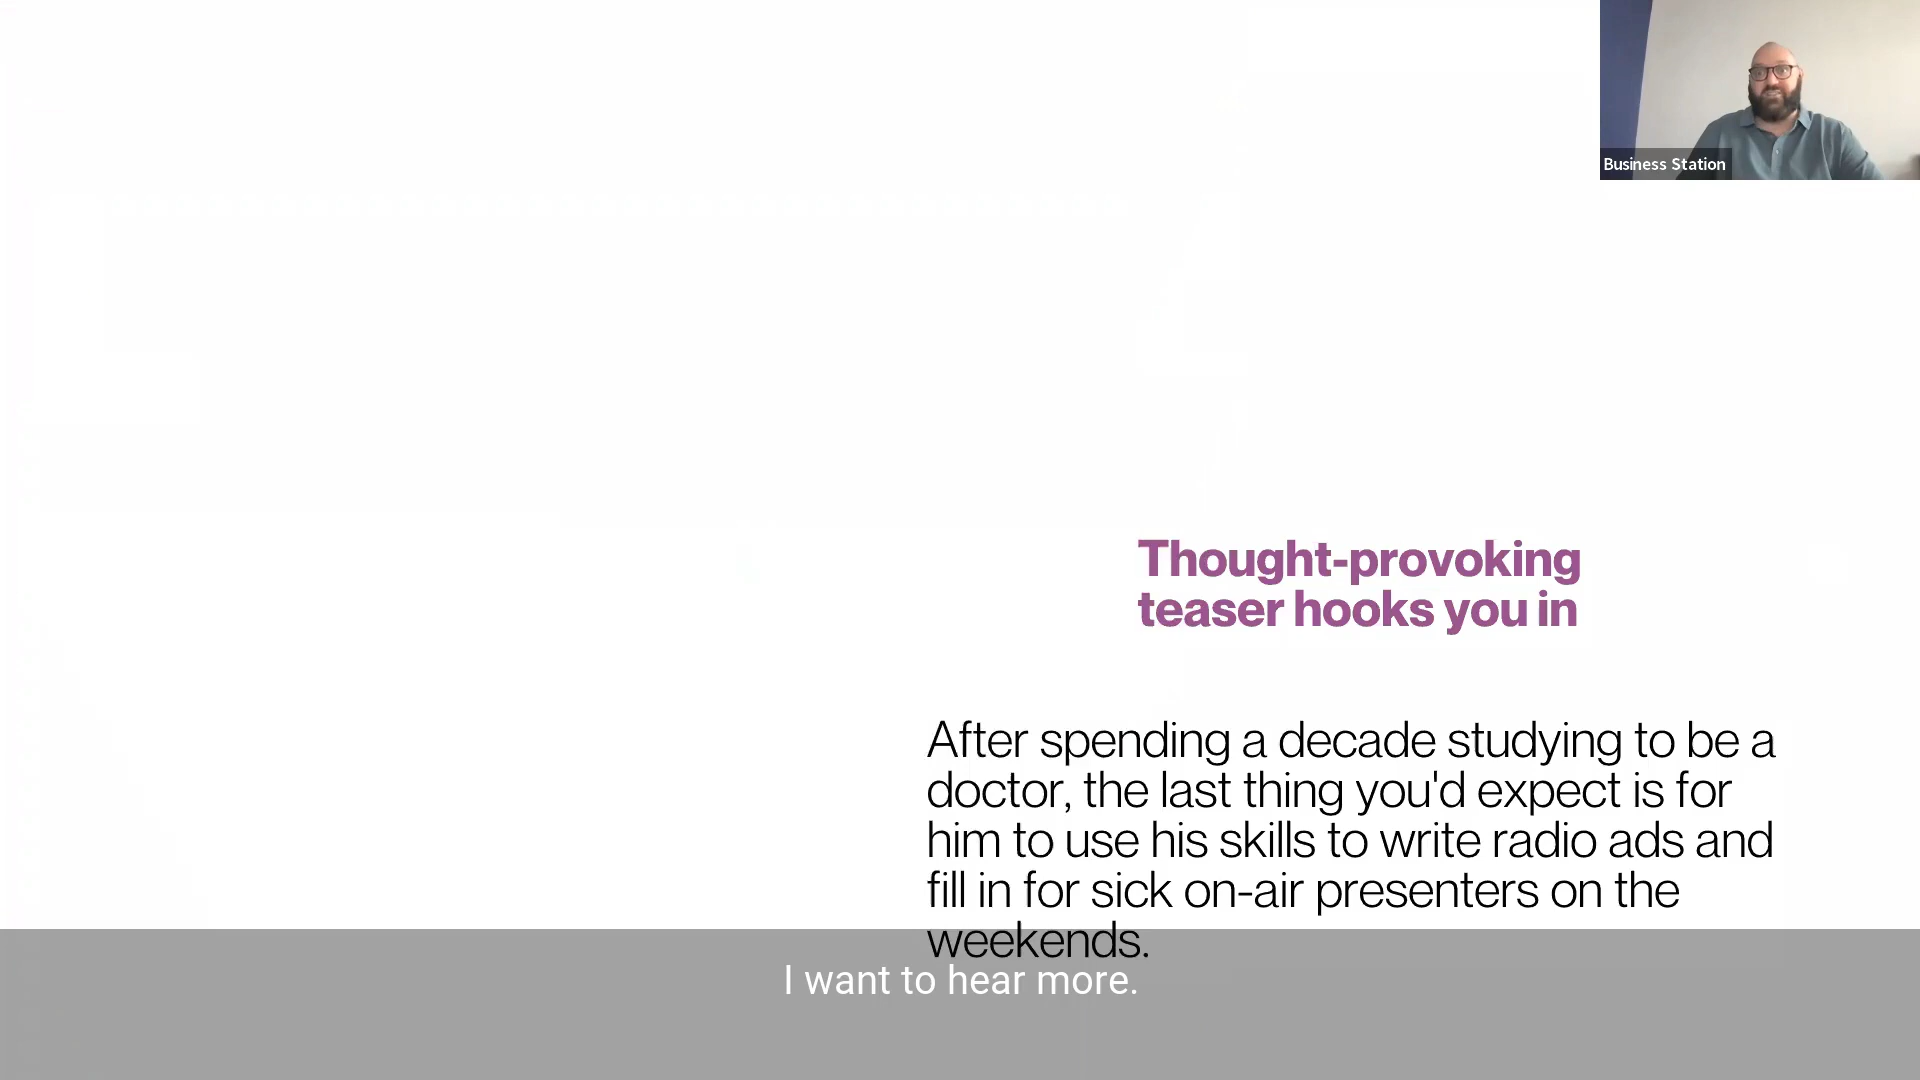 Business Station
Thought-provoking
teaser hooks you in
After spending a decade studying to be a
doctor, the last thing you'd expect is for
him to use his skills to write radio ads and
fill in for sick on-air presenters on the
weekends.
I want to hear more.